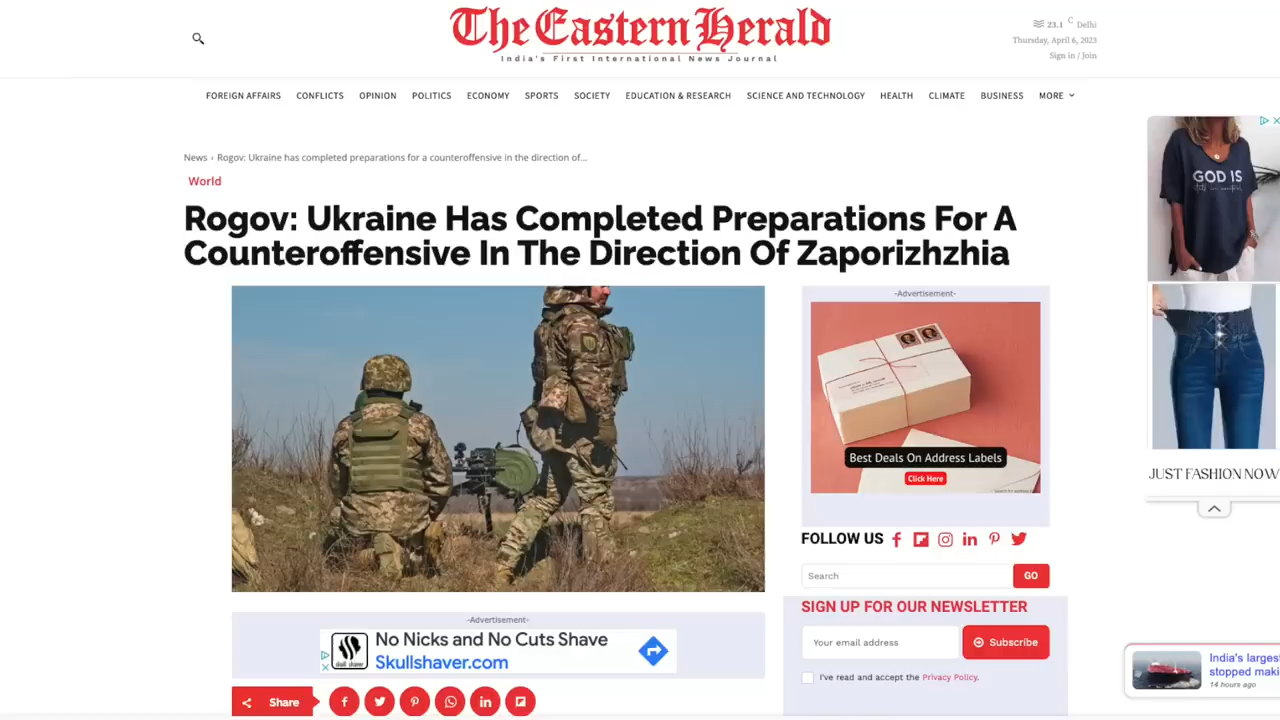 The Eastern Herald
India's First International News Journal
23.1 C Delhi
Thursday, April 6, 2023
Sign in / Join
FOREIGN AFFAIRS CONFLICTS OPINION POLITICS ECONOMY SPORTS SOCIETY EDUCATION & RESEARCH SCIENCE AND TECHNOLOGY HEALTH CLIMATE BUSINESS MORE
News › Rogov: Ukraine has completed preparations for a counteroffensive in the direction of...
World
Rogov: Ukraine Has Completed Preparations For A
Counteroffensive In The Direction Of Zaporizhzhia
-Advertisement-
Best Deals On Address Labels
Click Here
GOD IS
JUST FASHION NOW
FOLLOW US
Search GO
SIGN UP FOR OUR NEWSLETTER
Your email address Subscribe
I've read and accept the Privacy Policy.
-Advertisement-
skull shaver
No Nicks and No Cuts Shave
Skullshaver.com
Share
India's largest
stopped maki
14 hours ago